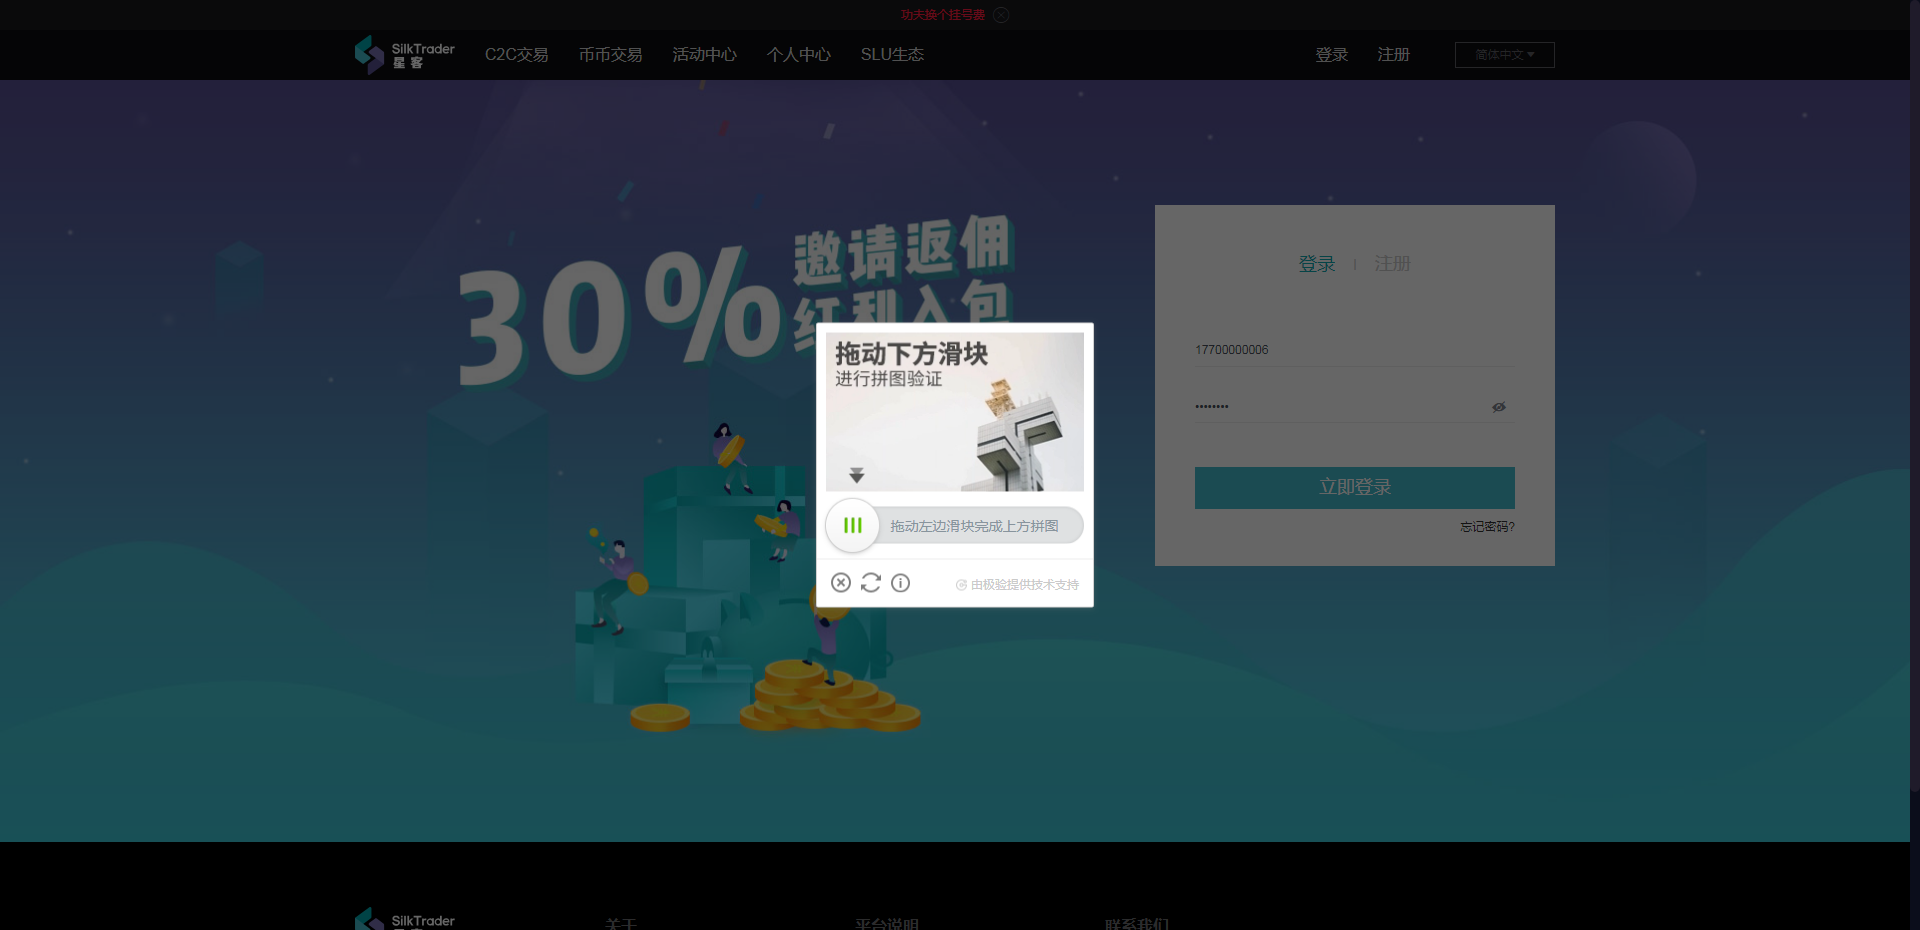 功夫换个挂号费
SilkTrader
星客
C2C交易
币币交易
活动中心
个人中心
SLU生态
登录
注册
简体中文
30%
邀请返佣
红利入包
登录
注册
17700000006
立即登录
忘记密码?
拖动下方滑块
进行拼图验证
拖动左边滑块完成上方拼图
由极验提供技术支持
SilkTrader
星客
关于
平台说明
联系我们